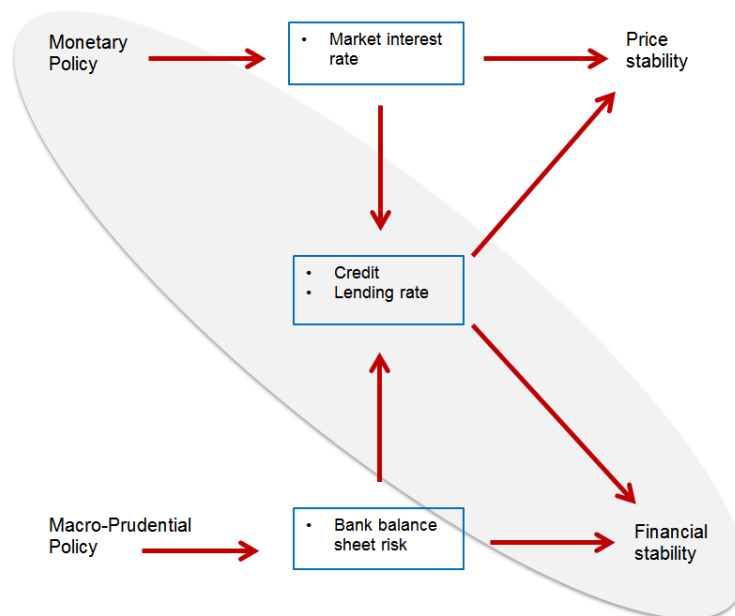 Monetary
Policy
• Market interest
rate
Price
stability
• Credit
• Lending rate
Macro-Prudential
Policy
• Bank balance
sheet risk
Financial
stability